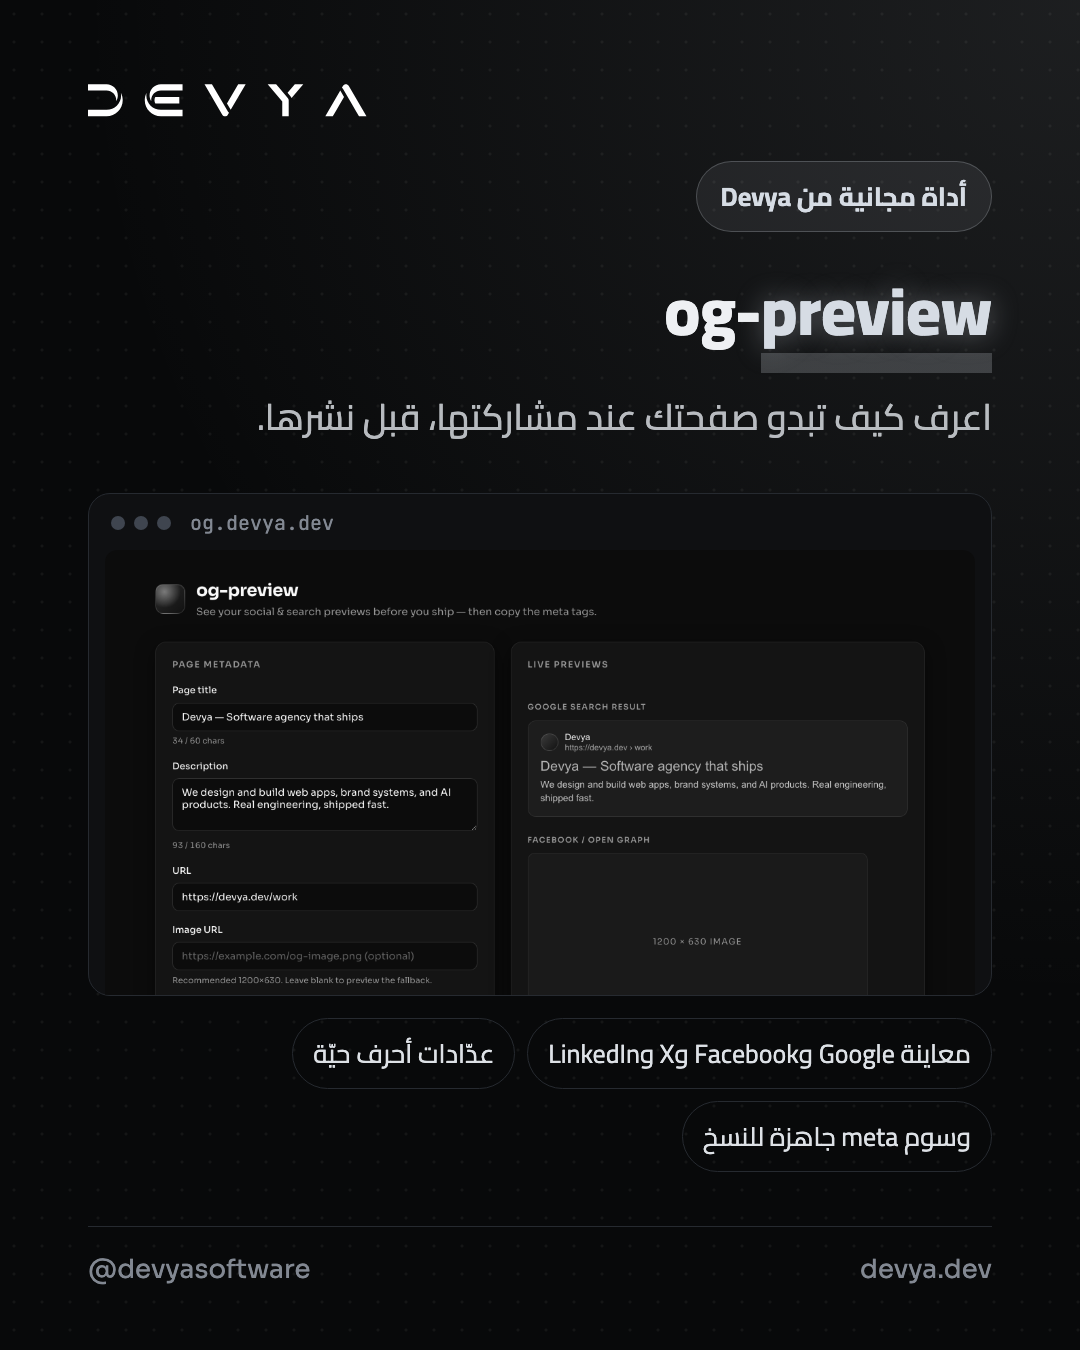 DEVYA
أداة مجانية من Devya
og-preview
اعرف كيف تبدو صفحتك عند مشاركتها، قبل نشرها.
og.devya.dev
og-preview
See your social & search previews before you ship — then copy the meta tags.
PAGE METADATA
Page title
Devya — Software agency that ships
34 / 60 chars
Description
We design and build web apps, brand systems, and AI
products. Real engineering, shipped fast.
93 / 160 chars
URL
https://devya.dev/work
Image URL
https://example.com/og-image.png (optional)
Recommended 1200×630. Leave blank to preview the fallback.
LIVE PREVIEWS
GOOGLE SEARCH RESULT
Devya
https://devya.dev › work
Devya — Software agency that ships
We design and build web apps, brand systems, and AI products. Real engineering,
shipped fast.
FACEBOOK / OPEN GRAPH
1200 × 630 IMAGE
معاينة Google وFacebook وX وLinkedIn
عدّادات أحرف حيّة
وسوم meta جاهزة للنسخ
@devyasoftware
devya.dev